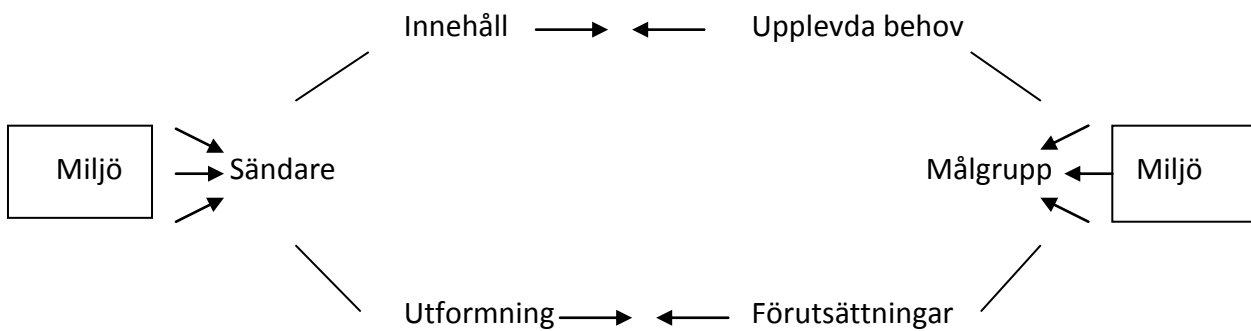 Innehåll Upplevda behov
Miljö Sändare Målgrupp Miljö
Utformning Förutsättningar